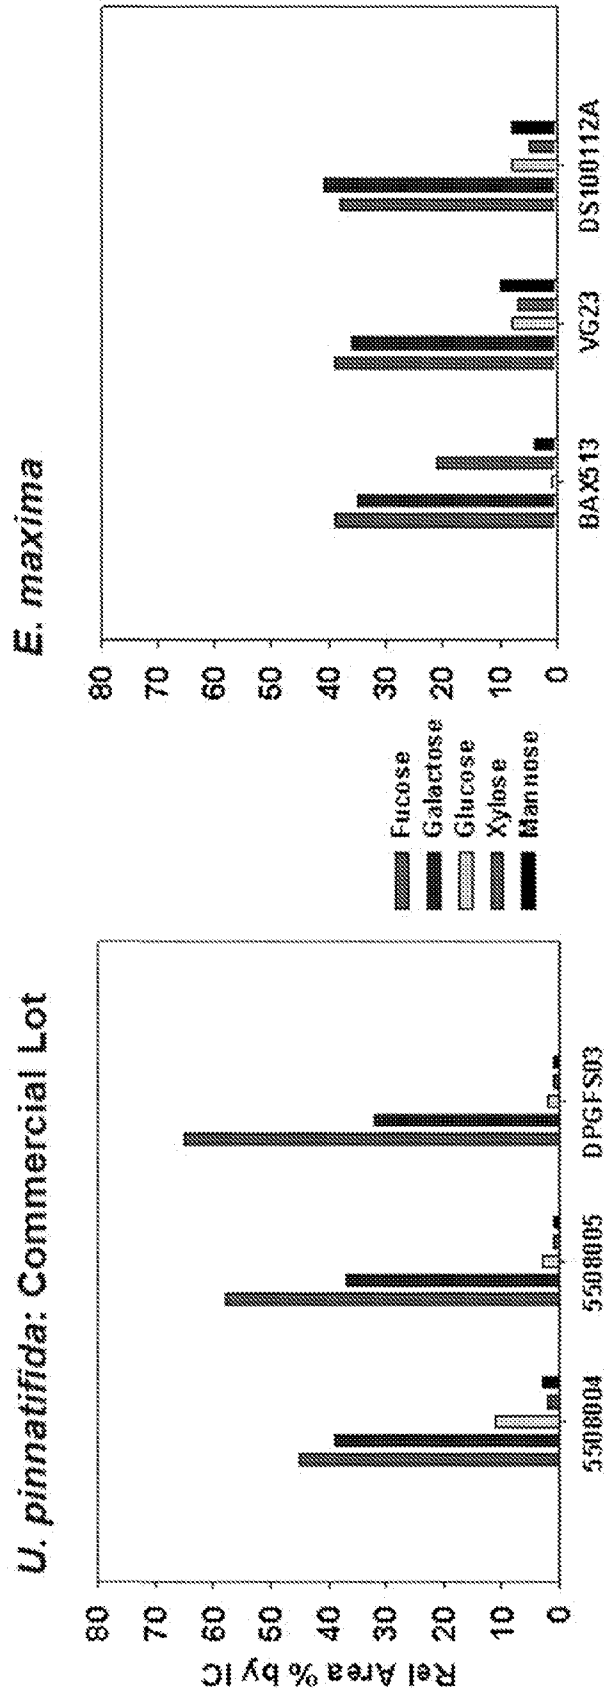 U. pinnatifida: Commercial Lot
Rel Area % by IC
80
70
60
50
40
30
20
10
0
5508004
5508005
DPGFS03
Fucose
Galactose
Glucose
Xylose
Mannose
E. maxima
80
70
60
50
40
30
20
10
0
BAX513
VG23
DS100112A